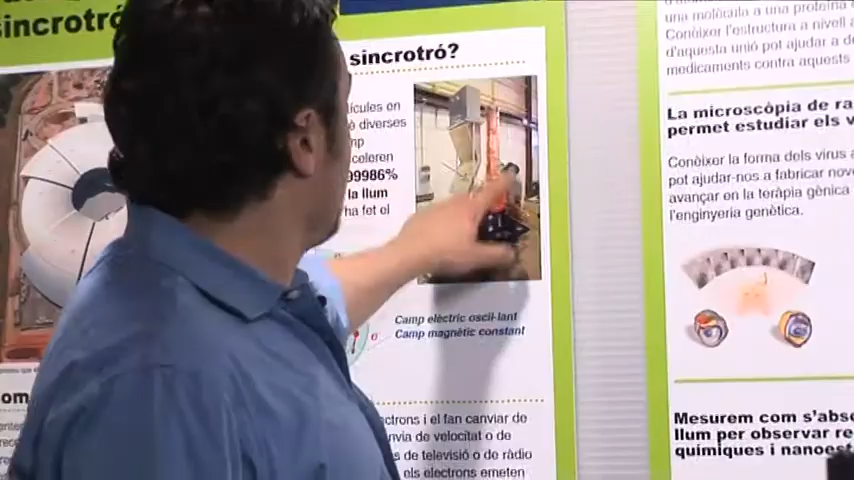 sincrotró
sincrotró?
ícules en
è diverses
mp
celeren
99986%
la llum
ha fet el
Camp elèctric oscil·lant
Camp magnètic constant
ectrons i el fan canviar de
nvia de velocitat o de
s de televisió o de ràdio
els electrons emeten
om
una molècula o una proteïna
Conèixer l'estructura a nivell a
d'aquesta unió pot ajudar a
medicaments contra aquests
La microscòpia de ra
permet estudiar els v
Conèixer la forma dels virus a
pot ajudar-nos a fabricar nove
avançant en la teràpia gènica
l'enginyeria genètica.
Mesurem com s'abs
llum per observar re
químiques i nanoest